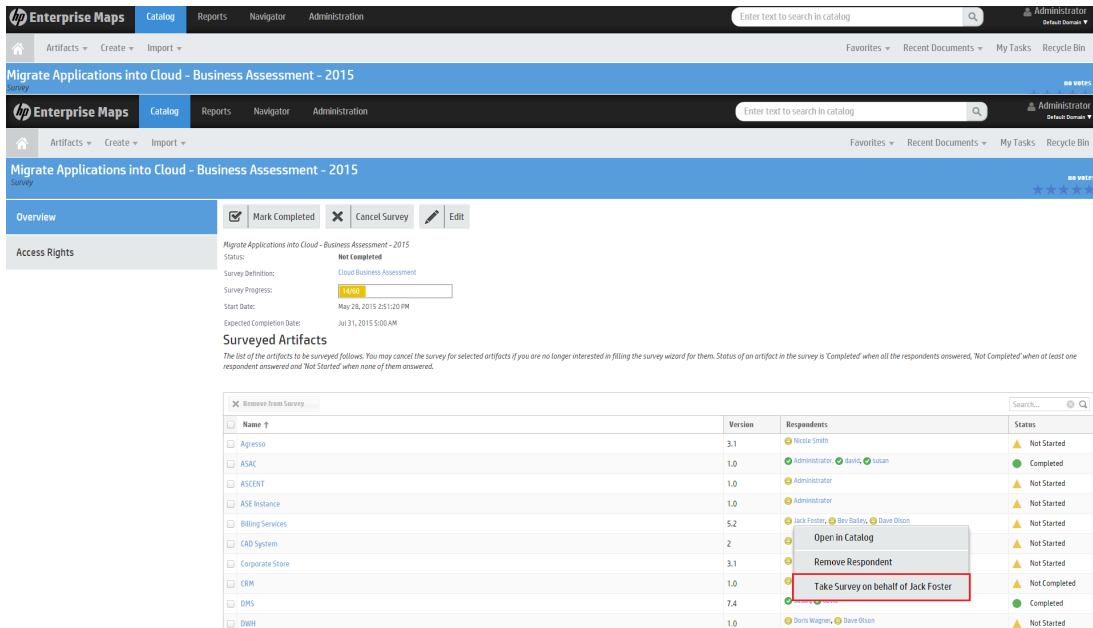 hp Enterprise Maps Catalog Reports Navigator Administration Enter text to search in catalog Administrator
Default Domain ▼
Artifacts Create Import Favorites Recent Documents My Tasks Recycle Bin
Migrate Applications into Cloud - Business Assessment - 2015
Survey
no votes
hp Enterprise Maps Catalog Reports Navigator Administration Enter text to search in catalog Administrator
Default Domain ▼
Artifacts Create Import Favorites Recent Documents My Tasks Recycle Bin
Migrate Applications into Cloud - Business Assessment - 2015
Survey
no votes
Overview
Access Rights
Mark Completed Cancel Survey Edit
Migrate Applications into Cloud - Business Assessment - 2015
Status: Not Completed
Survey Definition: Cloud Business Assessment
Survey Progress: 14/60
Start Date: May 28, 2015 2:51:20 PM
Expected Completion Date: Jul 31, 2015 5:00 AM
Surveyed Artifacts
The list of the artifacts to be surveyed follows. You may cancel the survey for selected artifacts if you are no longer interested in filling the survey wizard for them. Status of an artifact in the survey is 'Completed' when all the respondents answered, 'Not Completed' when at least one
respondent answered and 'Not Started' when none of them answered.
Remove from Survey Search...
Name ↑ Version Respondents Status
Agresso 3.1 Nicole Smith Not Started
ASAC 1.0 Administrator, david, susan Completed
ASCENT 1.0 Administrator Not Started
ASE Instance 1.0 Administrator Not Started
Billing Services 5.2 Jack Foster, Bev Bailey, Dave Olson Not Started
CAD System 2 Not Started
Corporate Store 3.1 Not Started
CRM 1.0 Not Completed
DMS 7.4 Completed
DWH 1.0 Doris Wagner, Dave Olson Not Started
Open in Catalog
Remove Respondent
Take Survey on behalf of Jack Foster